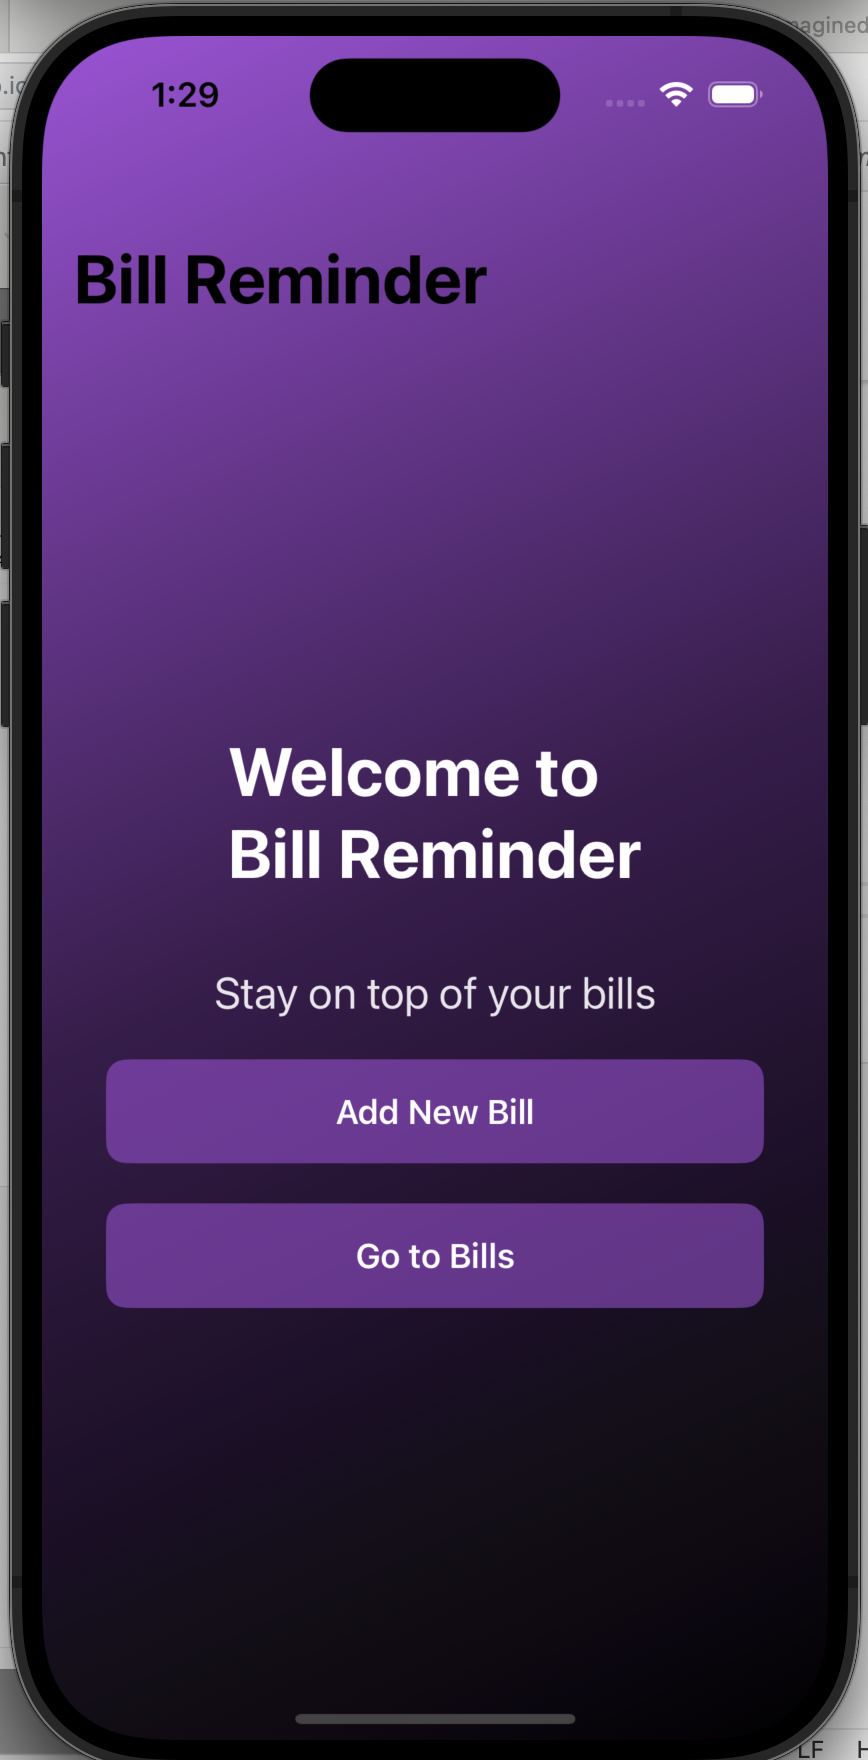 1:29
Bill Reminder
Welcome to
Bill Reminder
Stay on top of your bills
Add New Bill
Go to Bills
LF